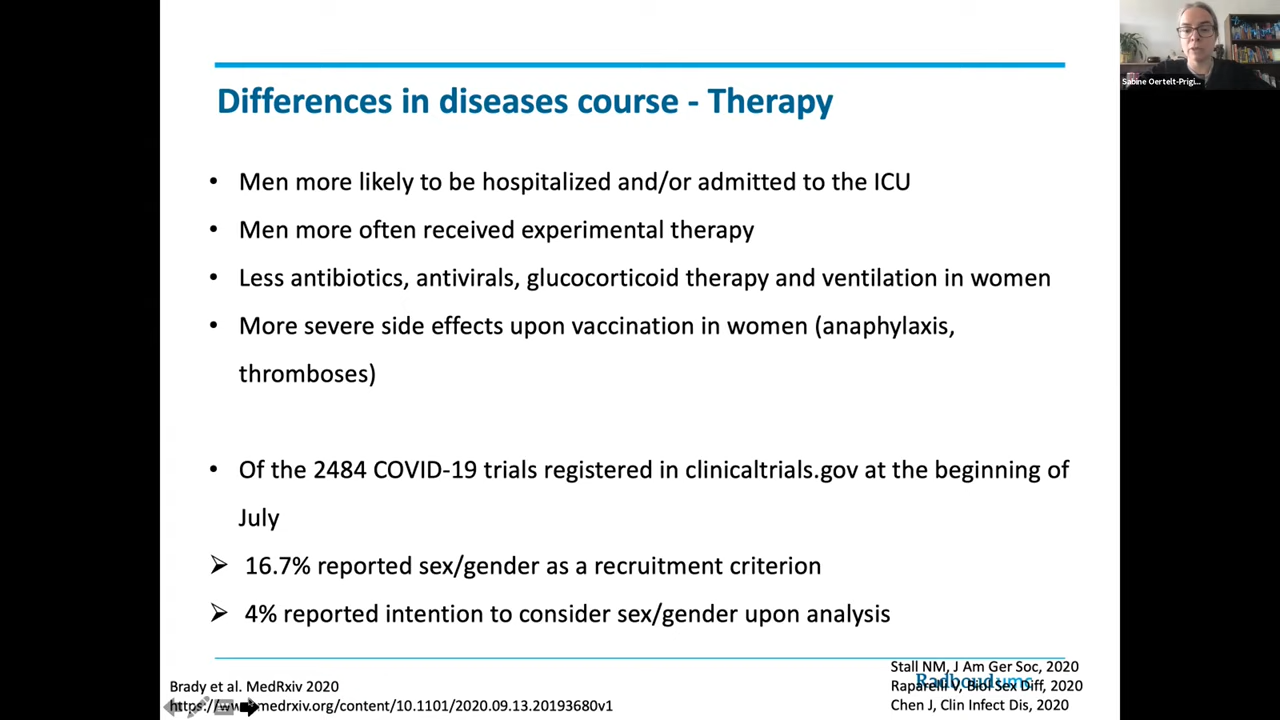 Sabine Oertelt-Prigi...
Differences in diseases course - Therapy
• Men more likely to be hospitalized and/or admitted to the ICU
• Men more often received experimental therapy
• Less antibiotics, antivirals, glucocorticoid therapy and ventilation in women
• More severe side effects upon vaccination in women (anaphylaxis,
thromboses)
• Of the 2484 COVID-19 trials registered in clinicaltrials.gov at the beginning of
July
➢ 16.7% reported sex/gender as a recruitment criterion
➢ 4% reported intention to consider sex/gender upon analysis
Brady et al. MedRxiv 2020
https://www.medrxiv.org/content/10.1101/2020.09.13.20193680v1
Stall NM, J Am Ger Soc, 2020
Radboudumc
Raparelli V, Biol Sex Diff, 2020
Chen J, Clin Infect Dis, 2020